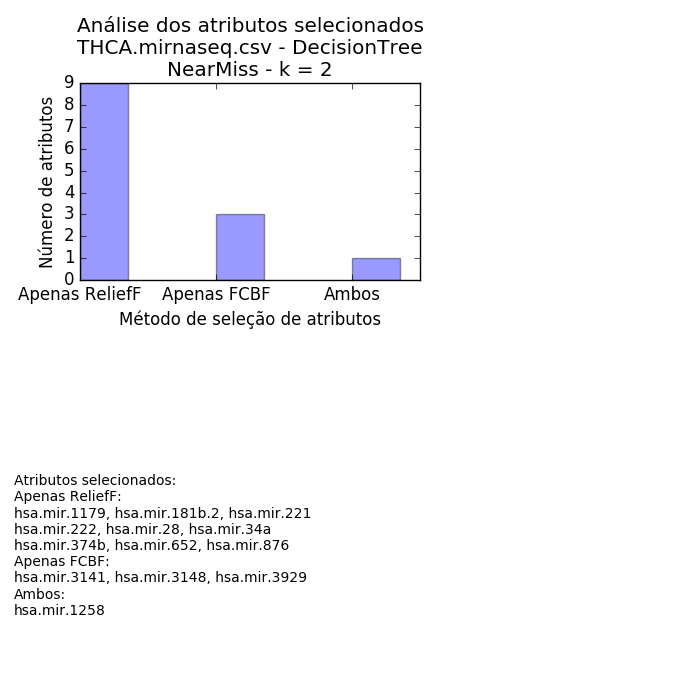 Análise dos atributos selecionados
THCA.mirnaseq.csv - DecisionTree
NearMiss - k = 2
9
8
7
6
5
4
3
2
1
0
Número de atributos
Apenas ReliefF
Apenas FCBF
Ambos
Método de seleção de atributos
Atributos selecionados:
Apenas ReliefF:
hsa.mir.1179, hsa.mir.181b.2, hsa.mir.221
hsa.mir.222, hsa.mir.28, hsa.mir.34a
hsa.mir.374b, hsa.mir.652, hsa.mir.876
Apenas FCBF:
hsa.mir.3141, hsa.mir.3148, hsa.mir.3929
Ambos:
hsa.mir.1258